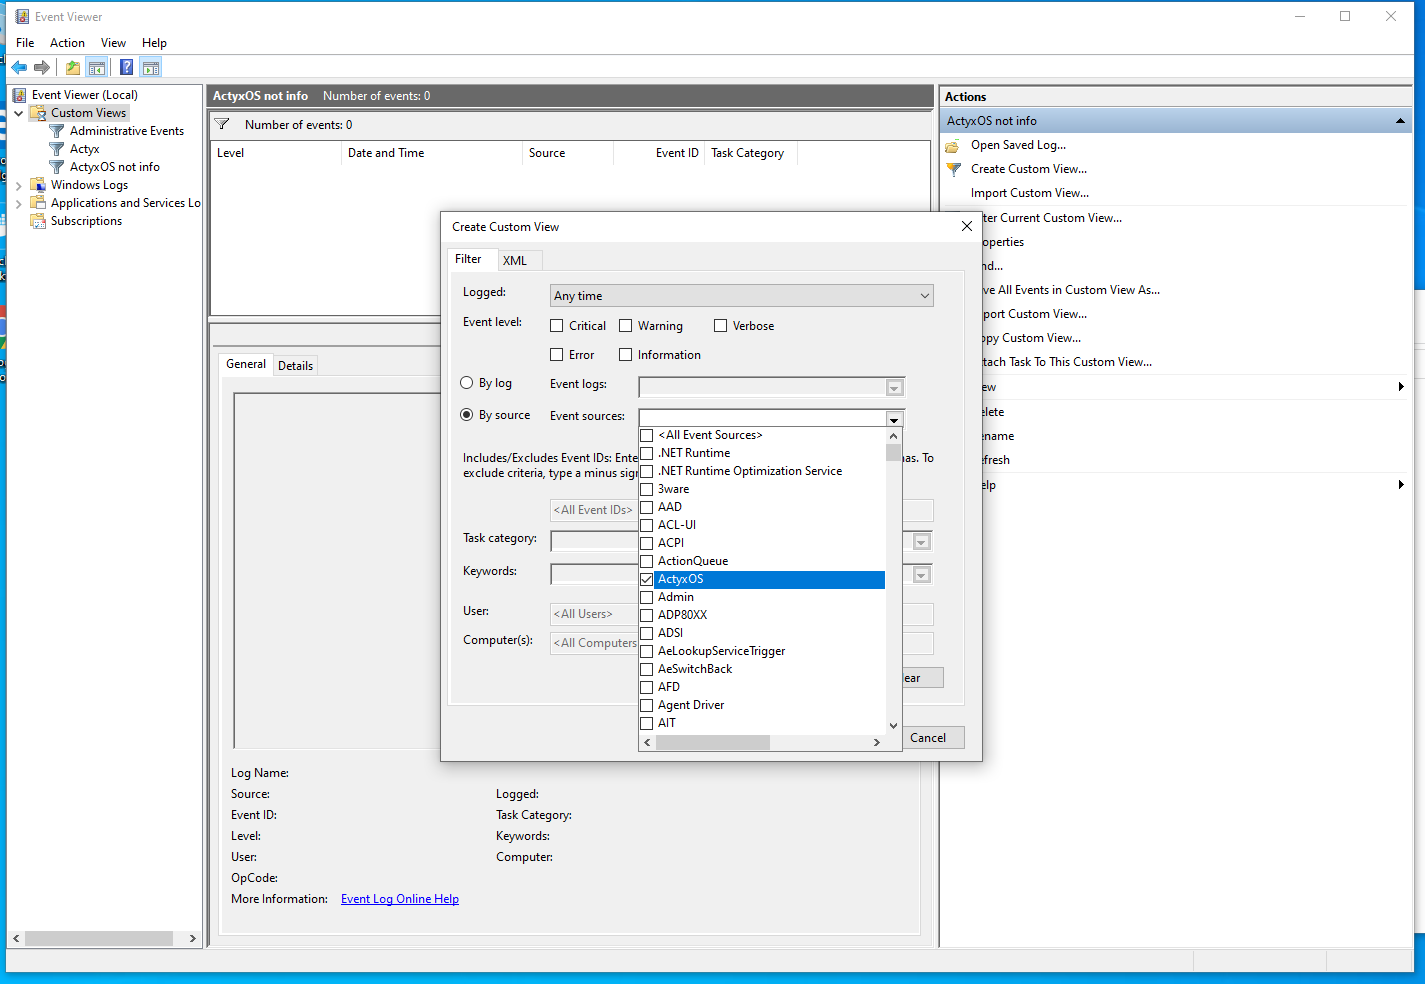 Event Viewer
File Action View Help
Event Viewer (Local)
Custom Views
Administrative Events
Actyx
ActyxOS not info
Windows Logs
Applications and Services Lo
Subscriptions
ActyxOS not info Number of events: 0
Number of events: 0
Level Date and Time Source Event ID Task Category
General Details
Log Name:
Source: Logged:
Event ID: Task Category:
Level: Keywords:
User: Computer:
OpCode:
More Information: Event Log Online Help
Create Custom View
Filter XML
Logged: Any time
Event level: Critical Warning Verbose
Error Information
By log Event logs:
By source Event sources:
Includes/Excludes Event IDs: Ente
nas. To
exclude criteria, type a minus sig
<All Event IDs>
Task category:
Keywords:
User: <All Users>
Computer(s): <All Computers
ear
Cancel
<All Event Sources>
.NET Runtime
.NET Runtime Optimization Service
3ware
AAD
ACL-UI
ACPI
ActionQueue
ActyxOS
Admin
ADP80XX
ADSI
AeLookupServiceTrigger
AeSwitchBack
AFD
Agent Driver
AIT
Actions
ActyxOS not info
Open Saved Log...
Create Custom View...
Import Custom View...
ter Current Custom View...
operties
nd...
ve All Events in Custom View As...
port Custom View...
opy Custom View...
tach Task To This Custom View...
ew
elete
ename
efresh
elp